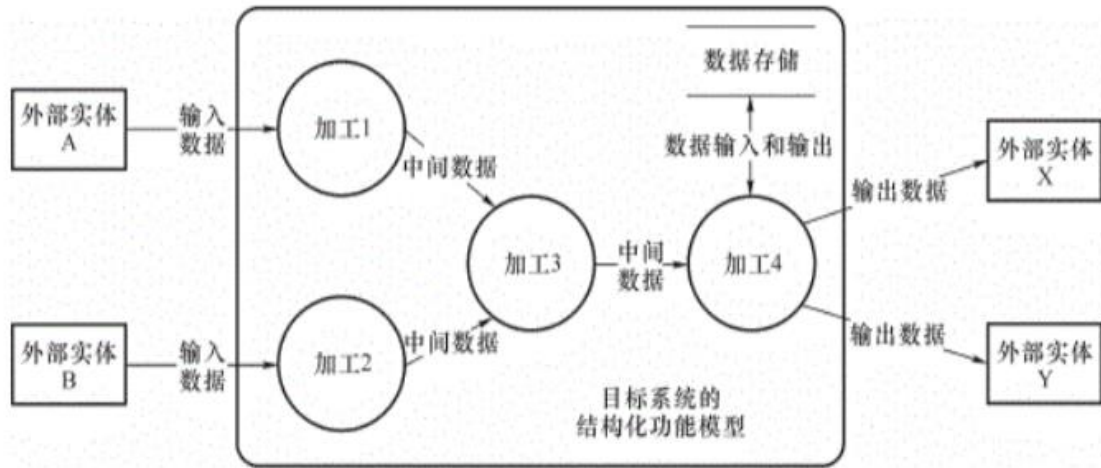 数据存储
外部实体
A
输入
数据
加工1
中间数据
数据输入和输出
外部实体
X
输出数据
加工3
中间
数据
加工4
外部实体
B
输入
数据
加工2
中间数据
输出数据
外部实体
Y
目标系统的
结构化功能模型